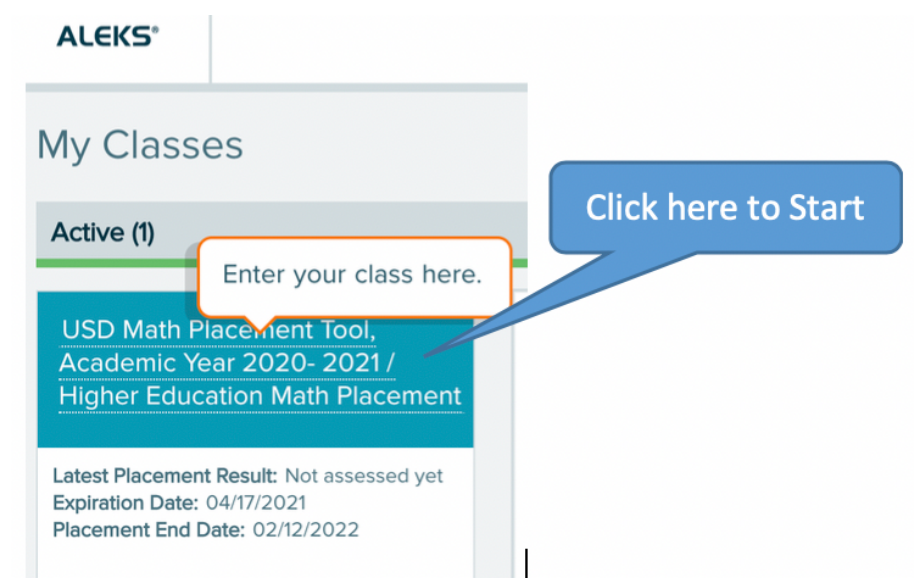 ALEKS®
My Classes
Click here to Start
Active (1)
Enter your class here.
USD Math Placement Tool,
Academic Year 2020- 2021 /
Higher Education Math Placement
Latest Placement Result: Not assessed yet
Expiration Date: 04/17/2021
Placement End Date: 02/12/2022